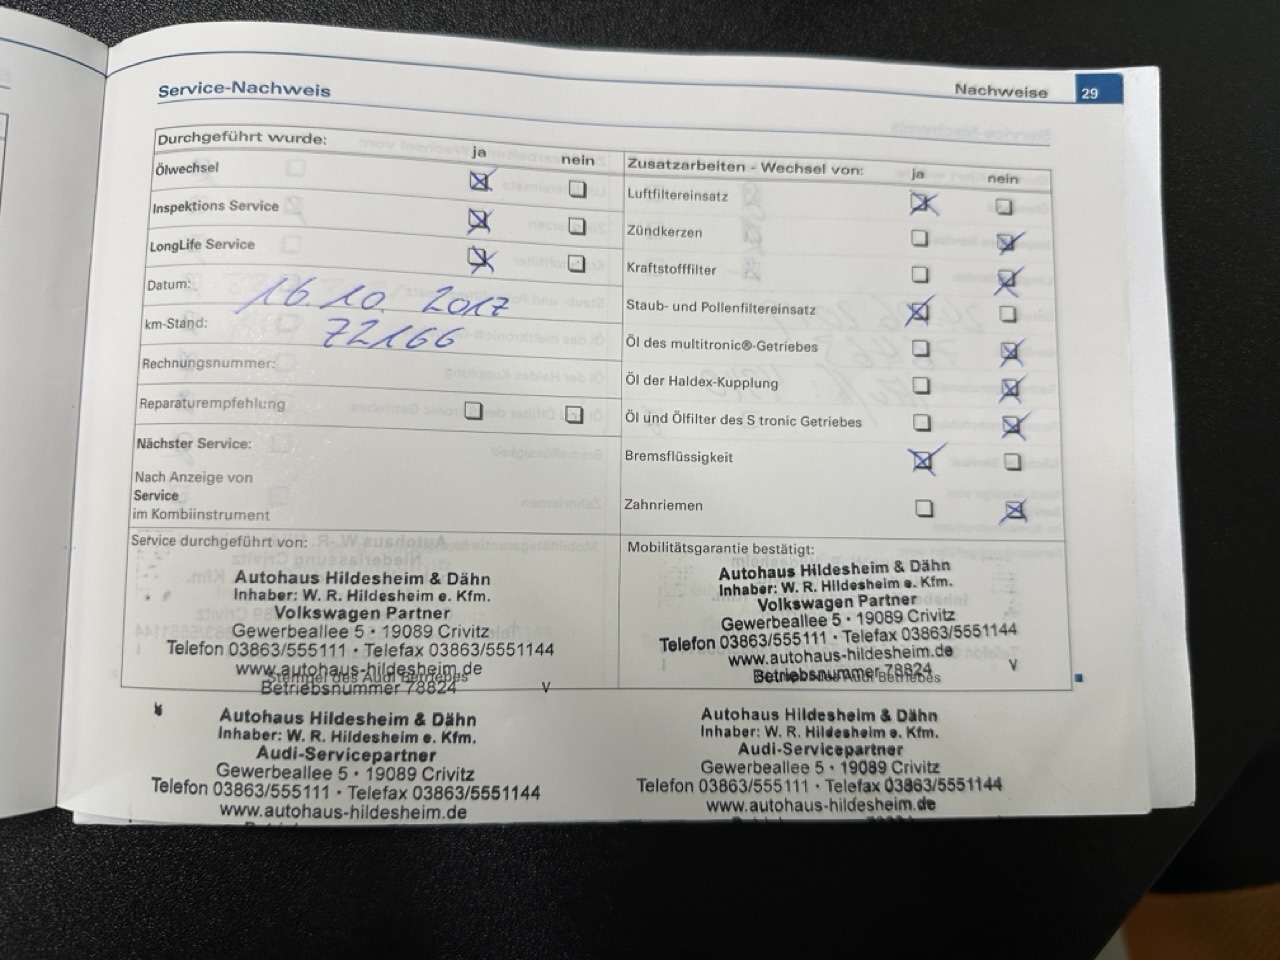 Service-Nachweis
Nachweise 29
Durchgeführt wurde:
ja nein
Ölwechsel
Inspektions Service
LongLife Service
Datum: 16.10.2017
km-Stand: 72166
Rechnungsnummer:
Reparaturempfehlung
Nächster Service:
Nach Anzeige von
Service
im Kombiinstrument
Zusatzarbeiten - Wechsel von: ja nein
Luftfiltereinsatz
Zündkerzen
Kraftstofffilter
Staub- und Pollenfiltereinsatz
Öl des multitronic®-Getriebes
Öl der Haldex-Kupplung
Öl und Ölfilter des S tronic Getriebes
Bremsflüssigkeit
Zahnriemen
Service durchgeführt von:
Autohaus Hildesheim & Dähn
Inhaber: W. R. Hildesheim e. Kfm.
Volkswagen Partner
Gewerbeallee 5 · 19089 Crivitz
Telefon 03863/555111 · Telefax 03863/5551144
www.autohaus-hildesheim.de
Stempel des Audi Betriebes
Betriebsnummer 78824 V
Mobilitätsgarantie bestätigt:
Autohaus Hildesheim & Dähn
Inhaber: W. R. Hildesheim e. Kfm.
Volkswagen Partner
Gewerbeallee 5 · 19089 Crivitz
Telefon 03863/555111 · Telefax 03863/5551144
www.autohaus-hildesheim.de
Betriebsnummer 78824 V
Audi Betriebes
Autohaus Hildesheim & Dähn
Inhaber: W. R. Hildesheim e. Kfm.
Audi-Servicepartner
Gewerbeallee 5 · 19089 Crivitz
Telefon 03863/555111 · Telefax 03863/5551144
www.autohaus-hildesheim.de
Autohaus Hildesheim & Dähn
Inhaber: W. R. Hildesheim e. Kfm.
Audi-Servicepartner
Gewerbeallee 5 · 19089 Crivitz
Telefon 03863/555111 · Telefax 03863/5551144
www.autohaus-hildesheim.de